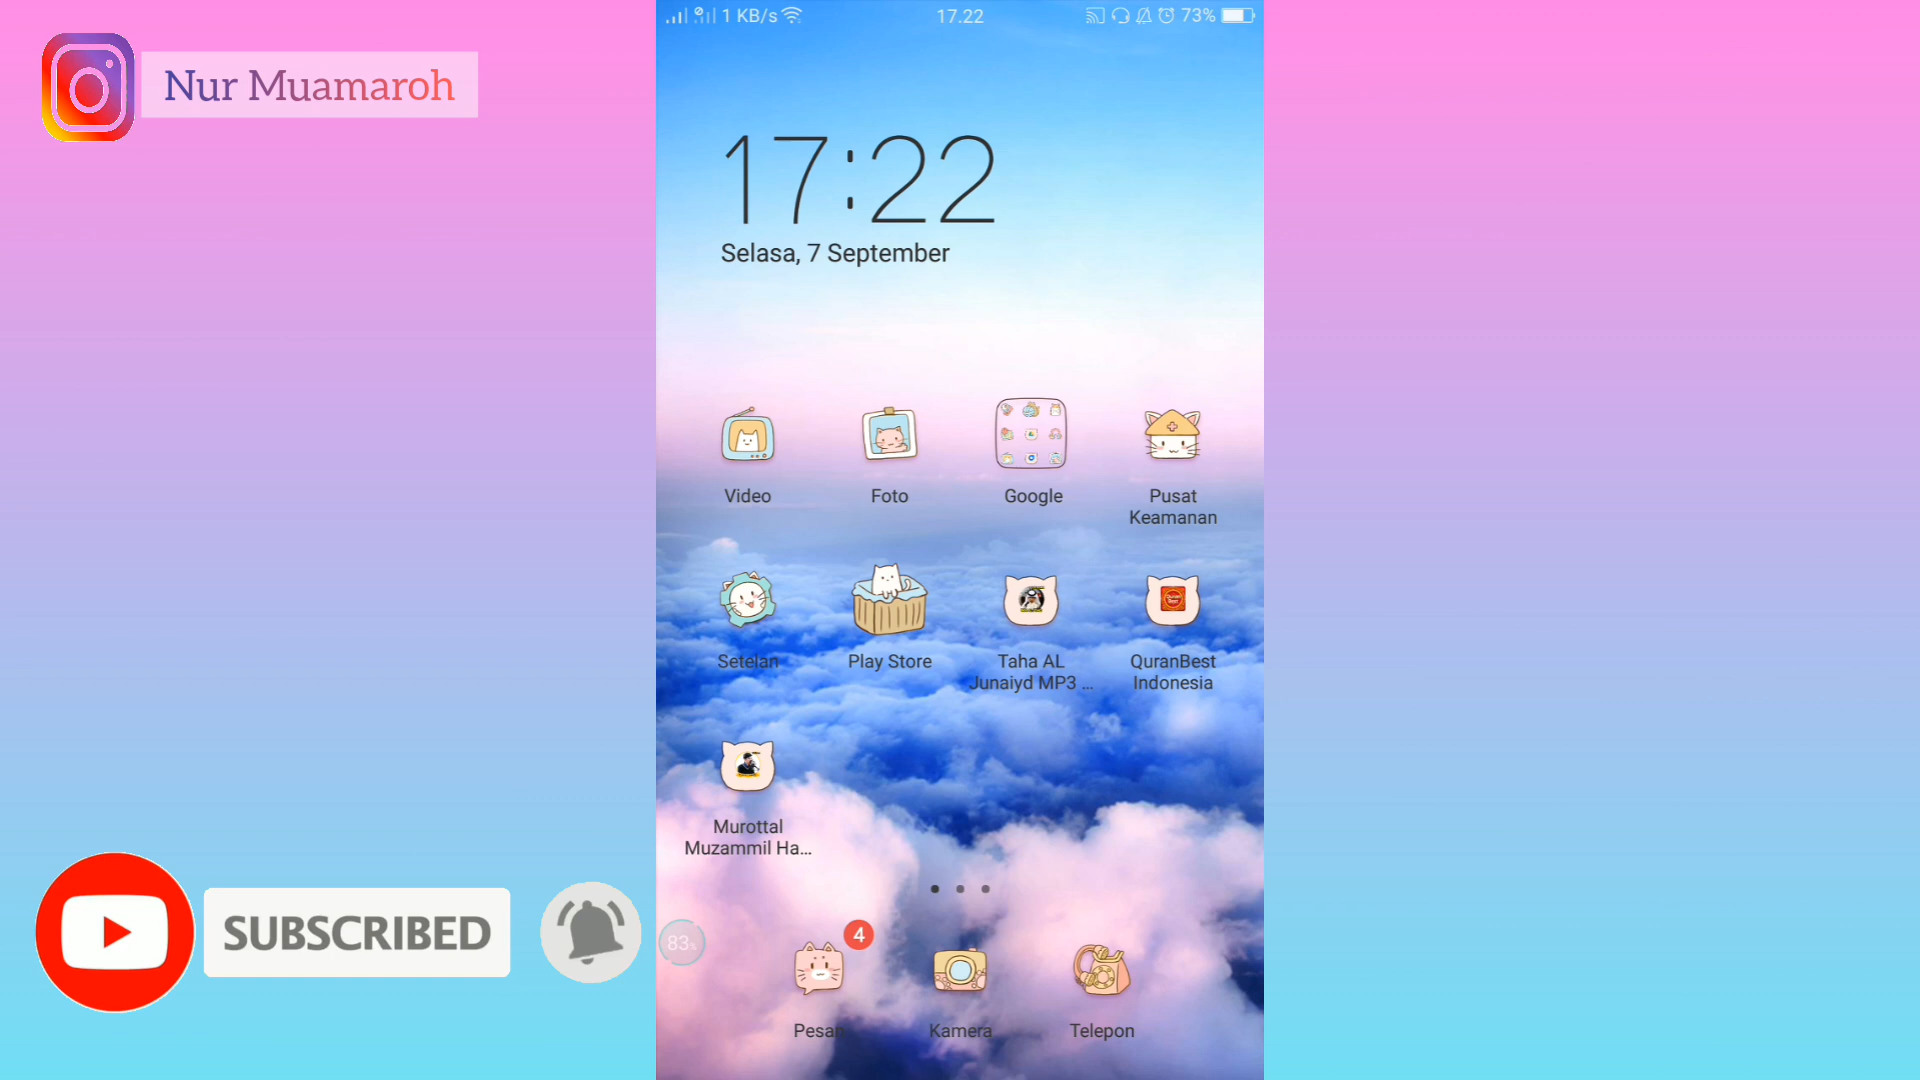 Nur Muamaroh
1 KB/s
17.22
73%
17:22
Selasa, 7 September
Video
Foto
Google
Pusat
Keamanan
Setelan
Play Store
Taha AL
Junaiyd MP3 ...
QuranBest
Indonesia
Murottal
Muzammil Ha...
SUBSCRIBED
83%
4
Pesan
Kamera
Telepon